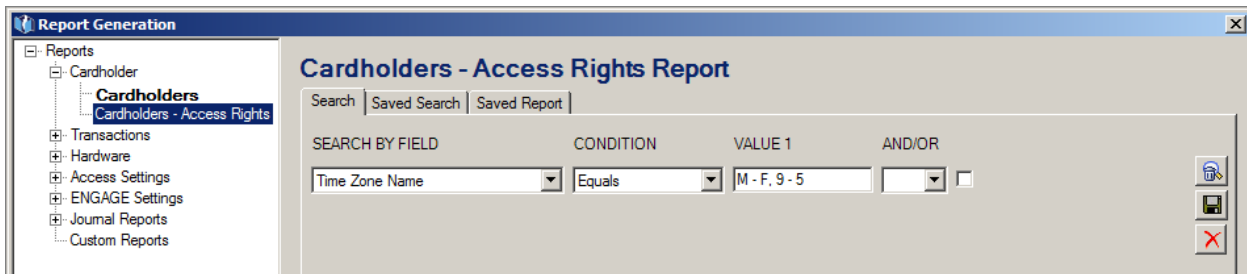 Report Generation
Reports
Cardholder
Cardholders
Cardholders - Access Rights
Transactions
Hardware
Access Settings
ENGAGE Settings
Journal Reports
Custom Reports
Cardholders - Access Rights Report
Search Saved Search Saved Report
SEARCH BY FIELD CONDITION VALUE 1 AND/OR
Time Zone Name Equals M - F, 9 - 5